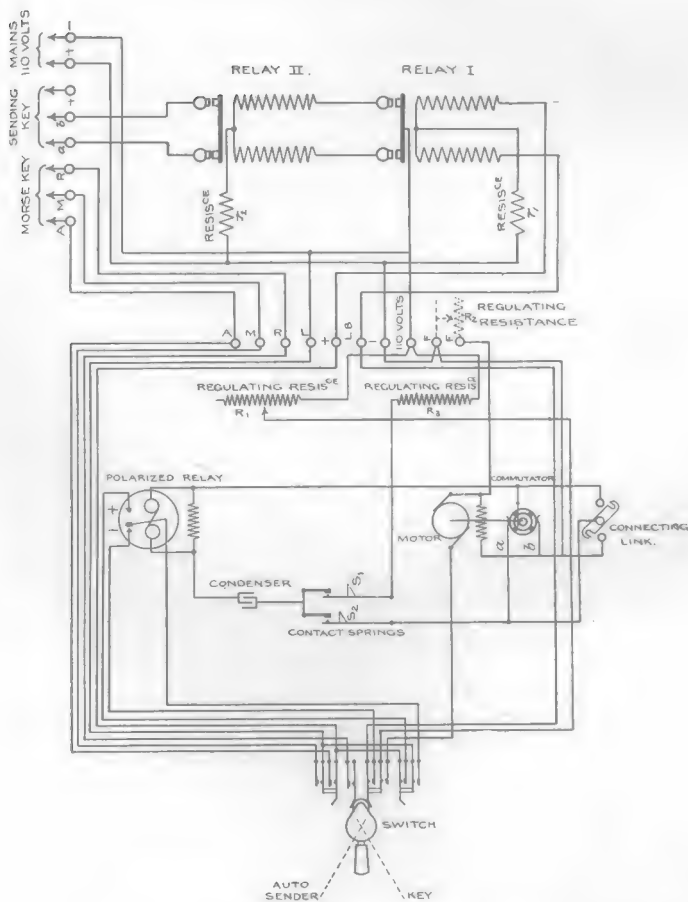 MAINS
110 VOLTS
- +
SENDING
KEY
+ b a
MORSE KEY
R M A
RELAY II.
RELAY I
RESISCE
r2
RESISCE
r1
A M R L + L.B - 110 VOLTS F F
R2
REGULATING
RESISTANCE
REGULATING RESISCE
R1
REGULATING RESISCE
R3
POLARIZED RELAY
+
-
COMMUTATOR
MOTOR
a b
CONNECTING
LINK.
CONDENSER
S1
S2
CONTACT SPRINGS
X
SWITCH
AUTO
SENDER
KEY